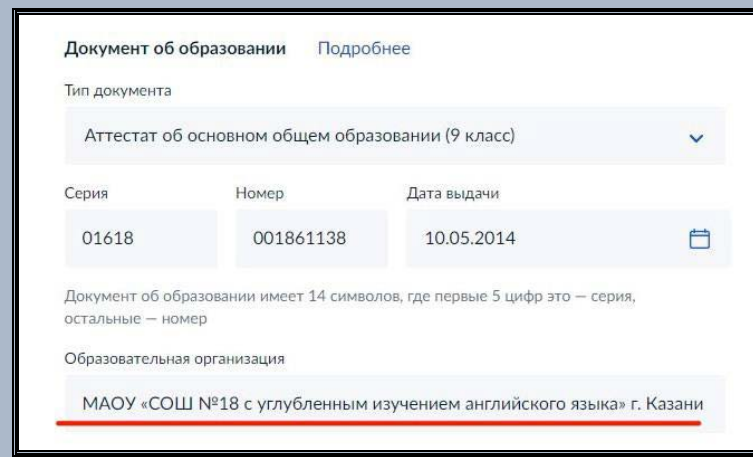 Документ об образовании Подробнее
Тип документа
Аттестат об основном общем образовании (9 класс)
Серия Номер Дата выдачи
01618 001861138 10.05.2014
Документ об образовании имеет 14 символов, где первые 5 цифр это — серия,
остальные — номер
Образовательная организация
МАОУ «СОШ №18 с углубленным изучением английского языка» г. Казани